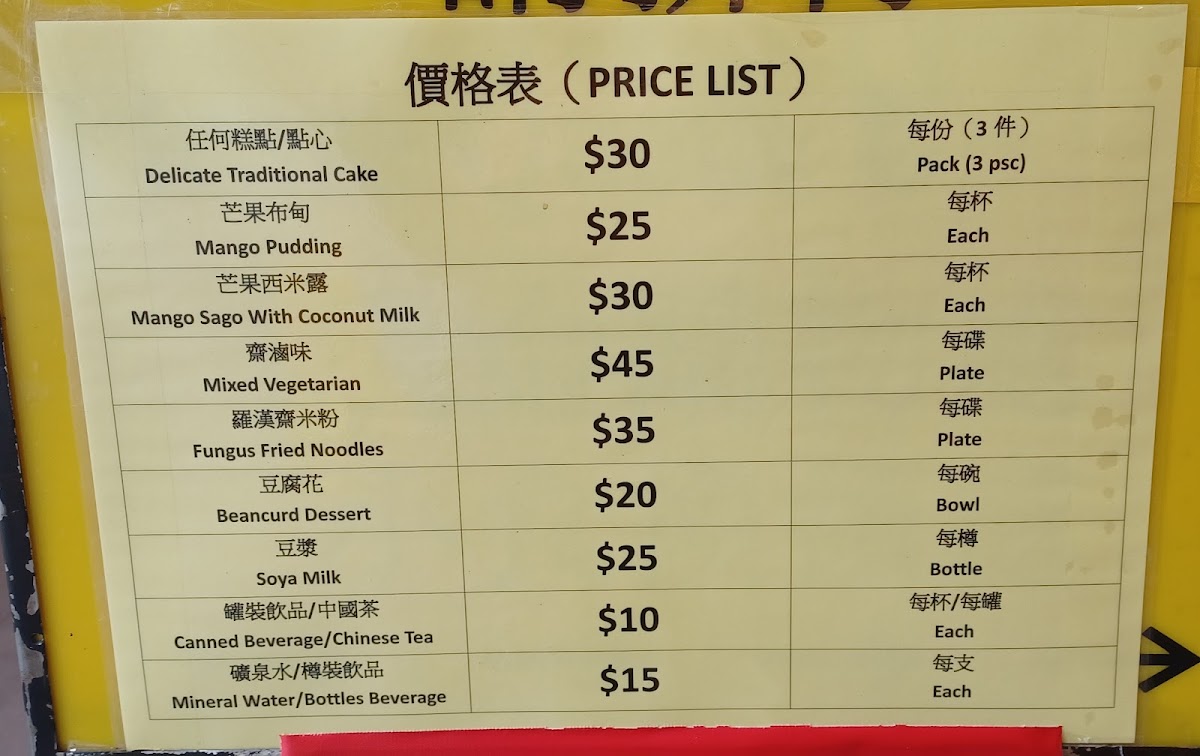 價格表（PRICE LIST）
任何糕點/點心
Delicate Traditional Cake
$30
每份（3 件）
Pack (3 psc)
芒果布甸
Mango Pudding
$25
每杯
Each
芒果西米露
Mango Sago With Coconut Milk
$30
每杯
Each
齋滷味
Mixed Vegetarian
$45
每碟
Plate
羅漢齋米粉
Fungus Fried Noodles
$35
每碟
Plate
豆腐花
Beancurd Dessert
$20
每碗
Bowl
豆漿
Soya Milk
$25
每樽
Bottle
罐裝飲品/中國茶
Canned Beverage/Chinese Tea
$10
每杯/每罐
Each
礦泉水/樽裝飲品
Mineral Water/Bottles Beverage
$15
每支
Each